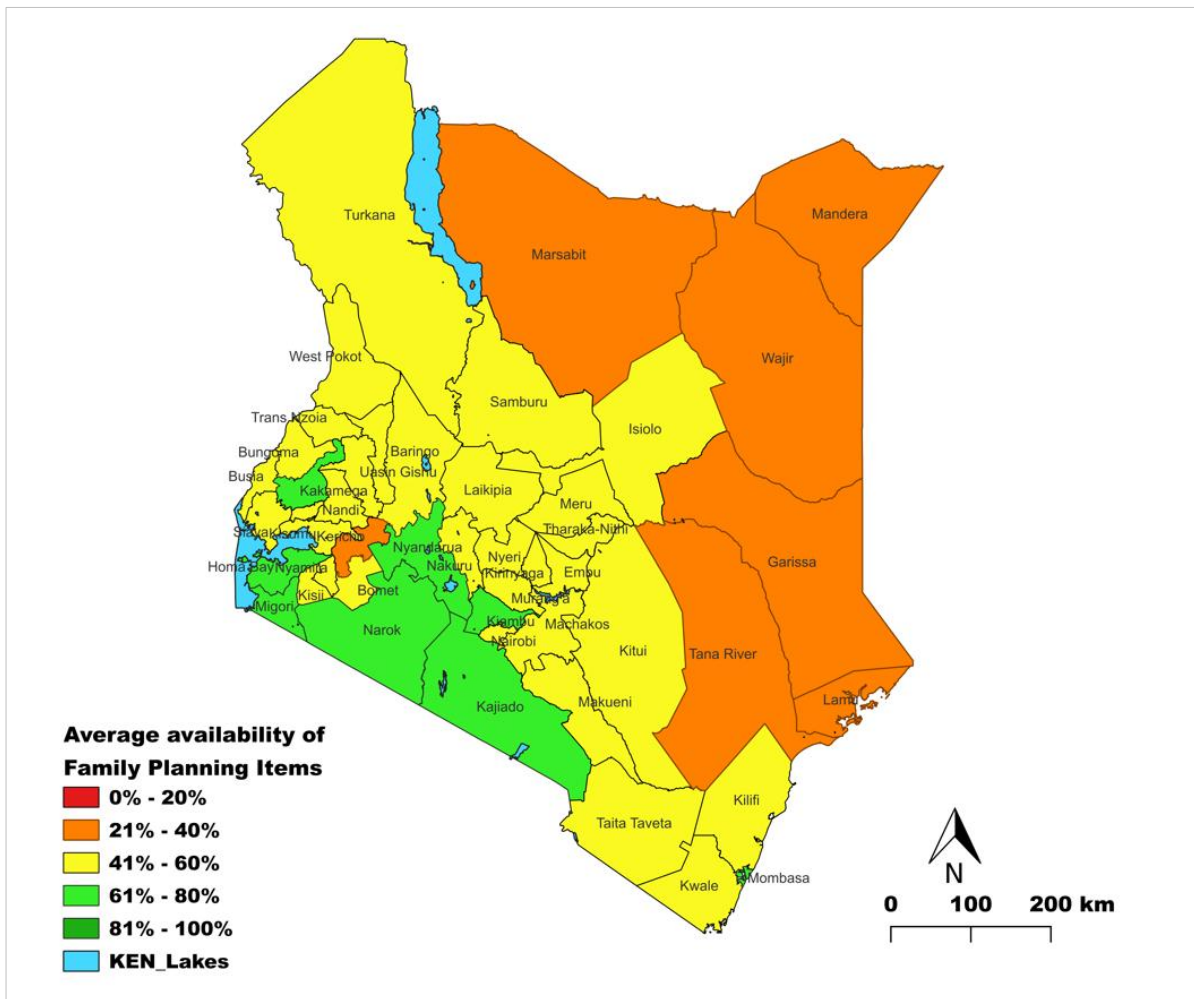 Turkana
Marsabit
Mandera
Wajir
West Pokot
Samburu
Isiolo
Trans Nzoia
Bungoma
Baringo
Uasin Gishu
Busia
Kakamega
Laikipia
Meru
Nandi
Tharaka-Nithi
Siaya
Kisumu
Kericho
Nyandarua
Nyeri
Garissa
Homa Bay
Nyamira
Nakuru
Kirinyaga
Embu
Kisii
Bomet
Murang'a
Migori
Kiambu
Machakos
Narok
Nairobi
Kitui
Tana River
Makueni
Lamu
Kajiado
Kilifi
Taita Taveta
Kwale
Mombasa
Average availability of
Family Planning Items
0% - 20%
21% - 40%
41% - 60%
61% - 80%
81% - 100%
KEN_Lakes
N
0 100 200 km